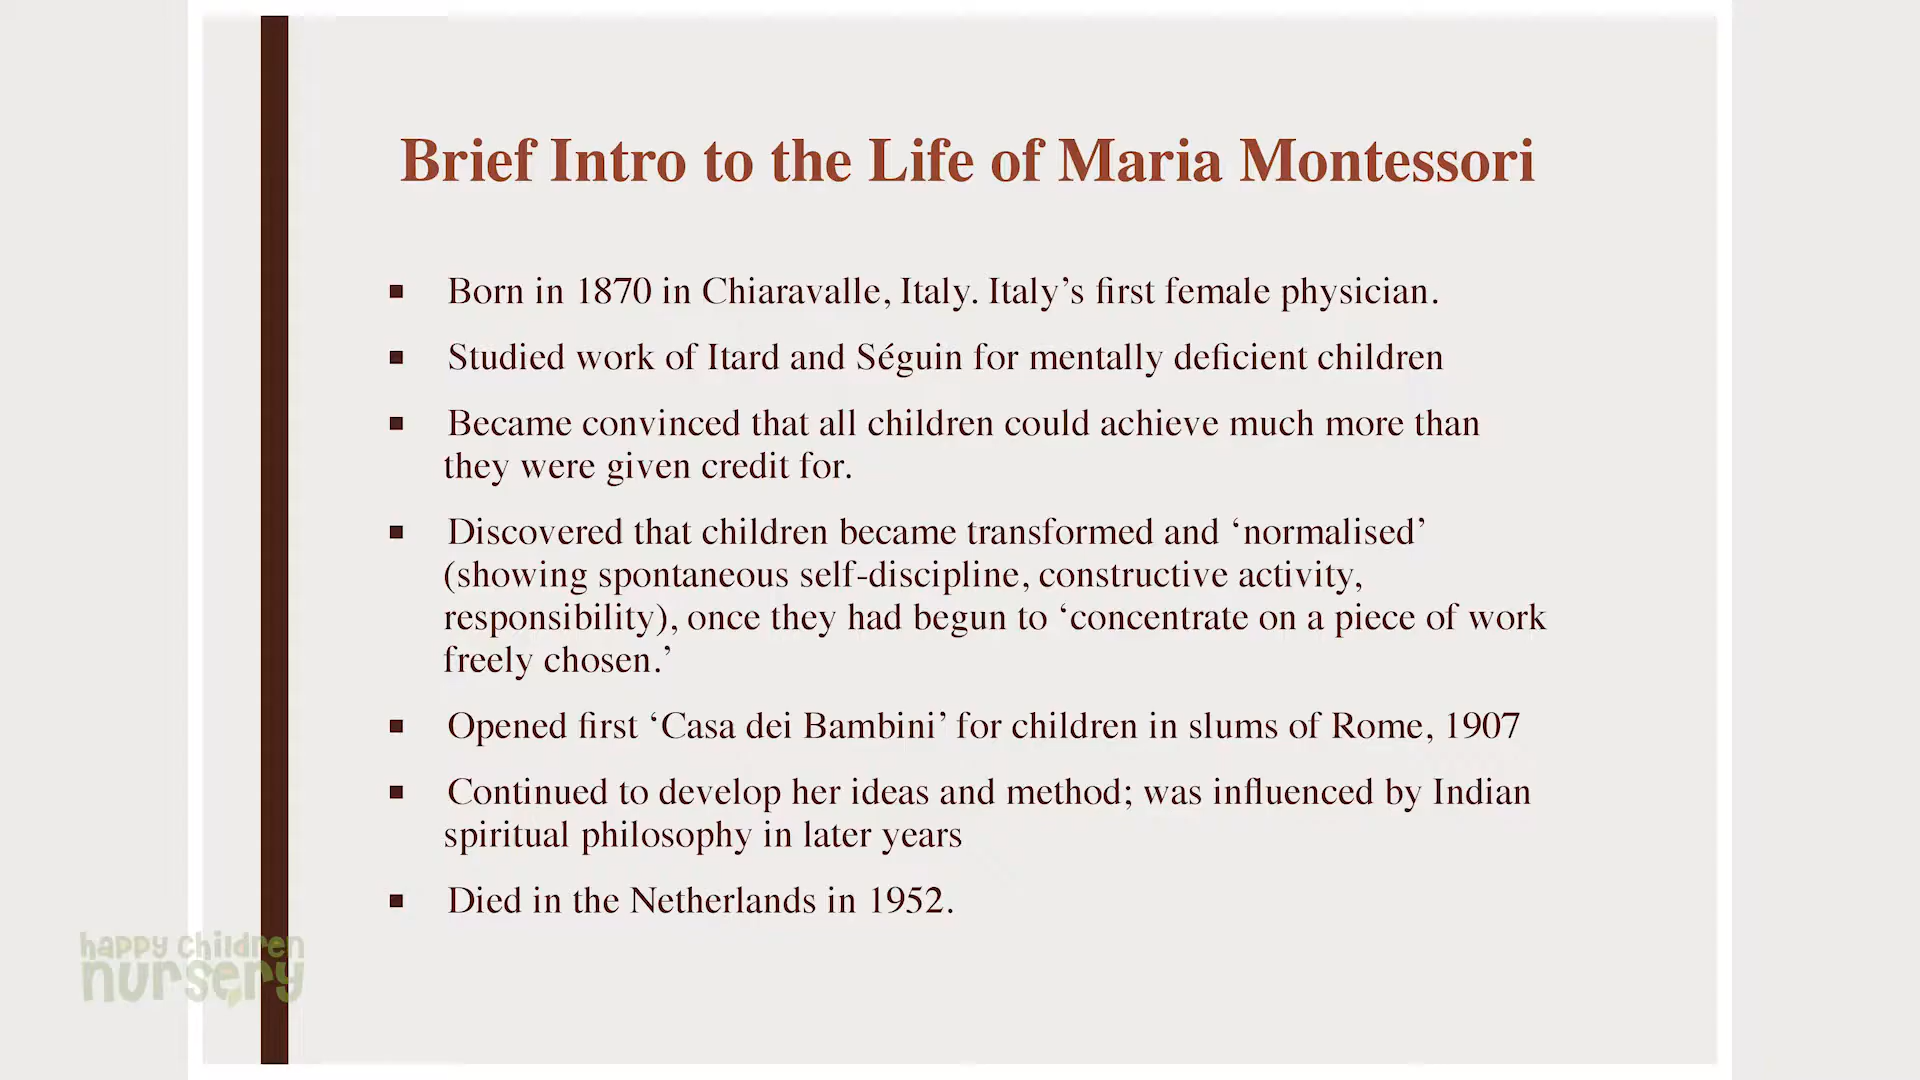 Brief Intro to the Life of Maria Montessori
▪ Born in 1870 in Chiaravalle, Italy. Italy’s first female physician.
▪ Studied work of Itard and Séguin for mentally deficient children
▪ Became convinced that all children could achieve much more than
they were given credit for.
▪ Discovered that children became transformed and ‘normalised’
(showing spontaneous self-discipline, constructive activity,
responsibility), once they had begun to ‘concentrate on a piece of work
freely chosen.’
▪ Opened first ‘Casa dei Bambini’ for children in slums of Rome, 1907
▪ Continued to develop her ideas and method; was influenced by Indian
spiritual philosophy in later years
▪ Died in the Netherlands in 1952.
happy children
nursery